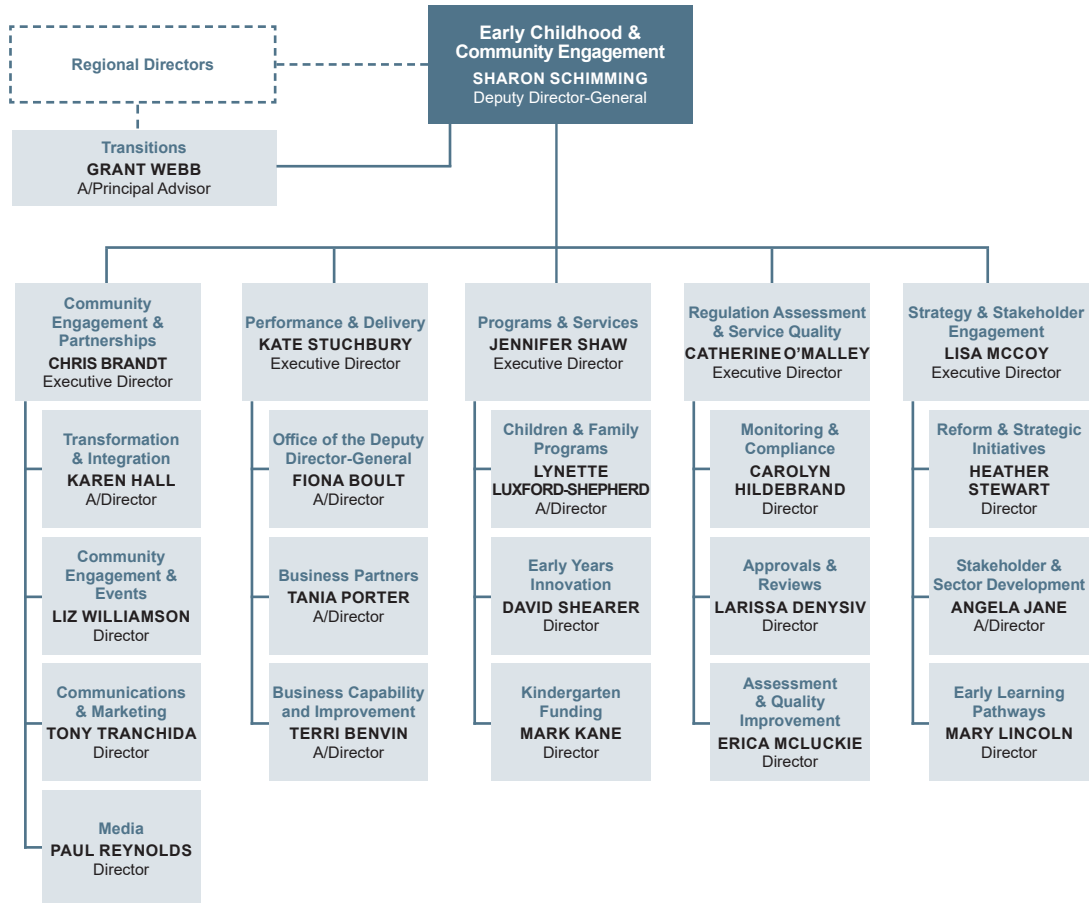 Early Childhood &
Community Engagement
SHARON SCHIMMING
Deputy Director-General
Regional Directors
Transitions
GRANT WEBB
A/Principal Advisor
Community
Engagement &
Partnerships
CHRIS BRANDT
Executive Director
Transformation
& Integration
KAREN HALL
A/Director
Community
Engagement &
Events
LIZ WILLIAMSON
Director
Communications
& Marketing
TONY TRANCHIDA
Director
Media
PAUL REYNOLDS
Director
Performance & Delivery
KATE STUCHBURY
Executive Director
Office of the Deputy
Director-General
FIONA BOULT
A/Director
Business Partners
TANIA PORTER
A/Director
Business Capability
and Improvement
TERRI BENVIN
A/Director
Programs & Services
JENNIFER SHAW
Executive Director
Children & Family
Programs
LYNETTE
LUXFORD-SHEPHERD
A/Director
Early Years
Innovation
DAVID SHEARER
Director
Kindergarten
Funding
MARK KANE
Director
Regulation Assessment
& Service Quality
CATHERINE O’MALLEY
Executive Director
Monitoring &
Compliance
CAROLYN
HILDEBRAND
Director
Approvals &
Reviews
LARISSA DENYSIV
Director
Assessment
& Quality
Improvement
ERICA MCLUCKIE
Director
Strategy & Stakeholder
Engagement
LISA MCCOY
Executive Director
Reform & Strategic
Initiatives
HEATHER
STEWART
Director
Stakeholder &
Sector Development
ANGELA JANE
A/Director
Early Learning
Pathways
MARY LINCOLN
Director